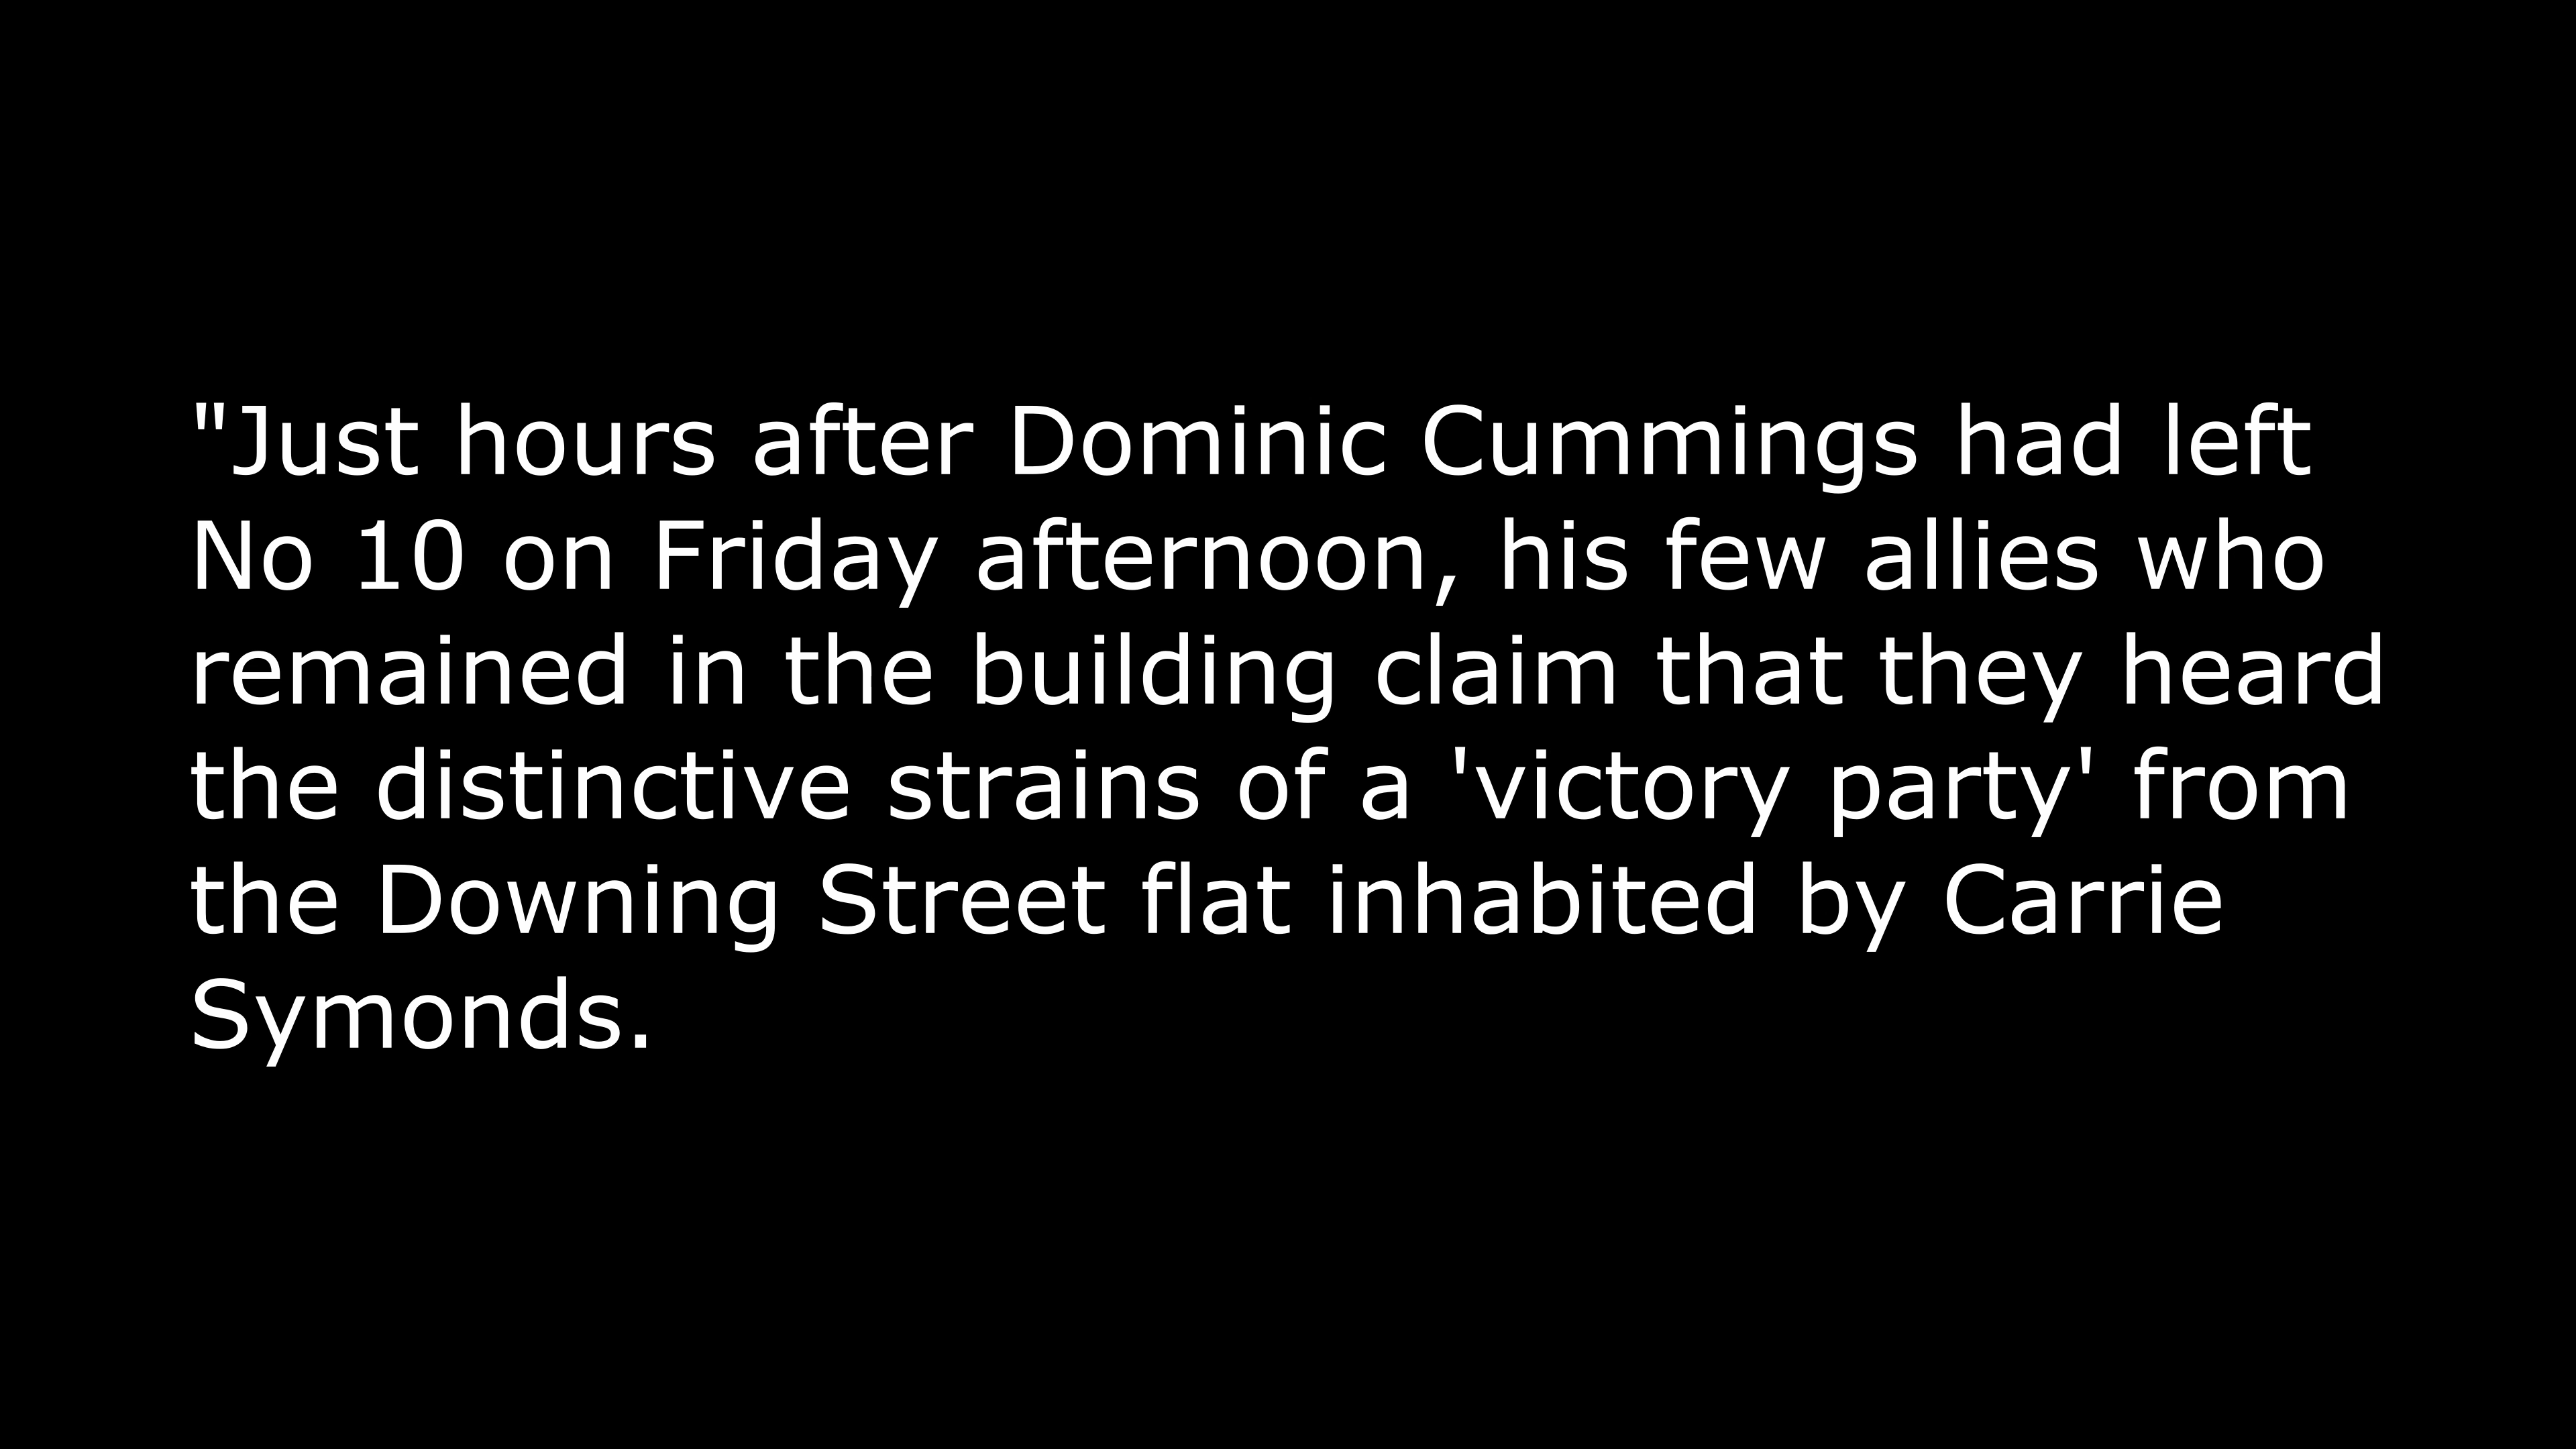 "Just hours after Dominic Cummings had left
No 10 on Friday afternoon, his few allies who
remained in the building claim that they heard
the distinctive strains of a 'victory party' from
the Downing Street flat inhabited by Carrie
Symonds.